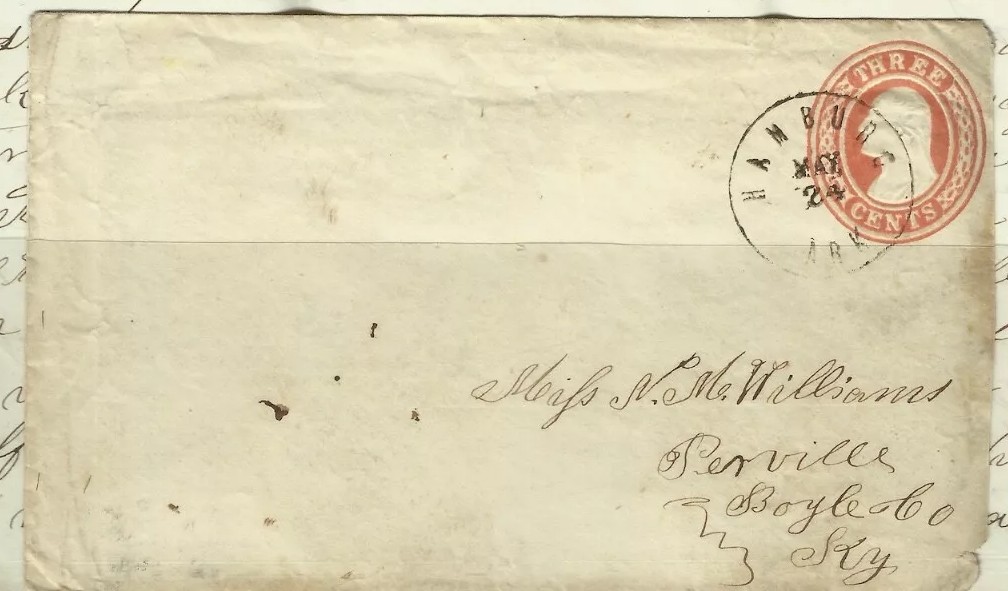 THREE
CENTS
HAMBURG
MAY
24
ARK
Miss N. M. Williams
Perville
Boyle Co
Ky